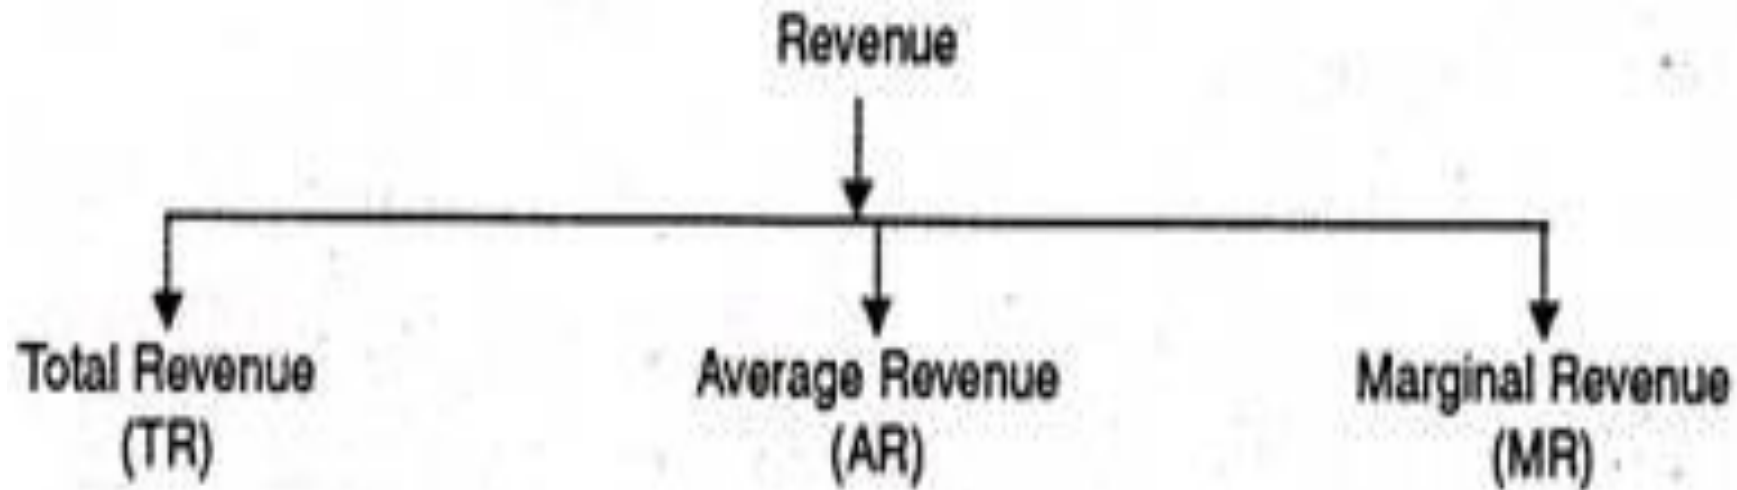 Revenue
Total Revenue
(TR)
Average Revenue
(AR)
Marginal Revenue
(MR)